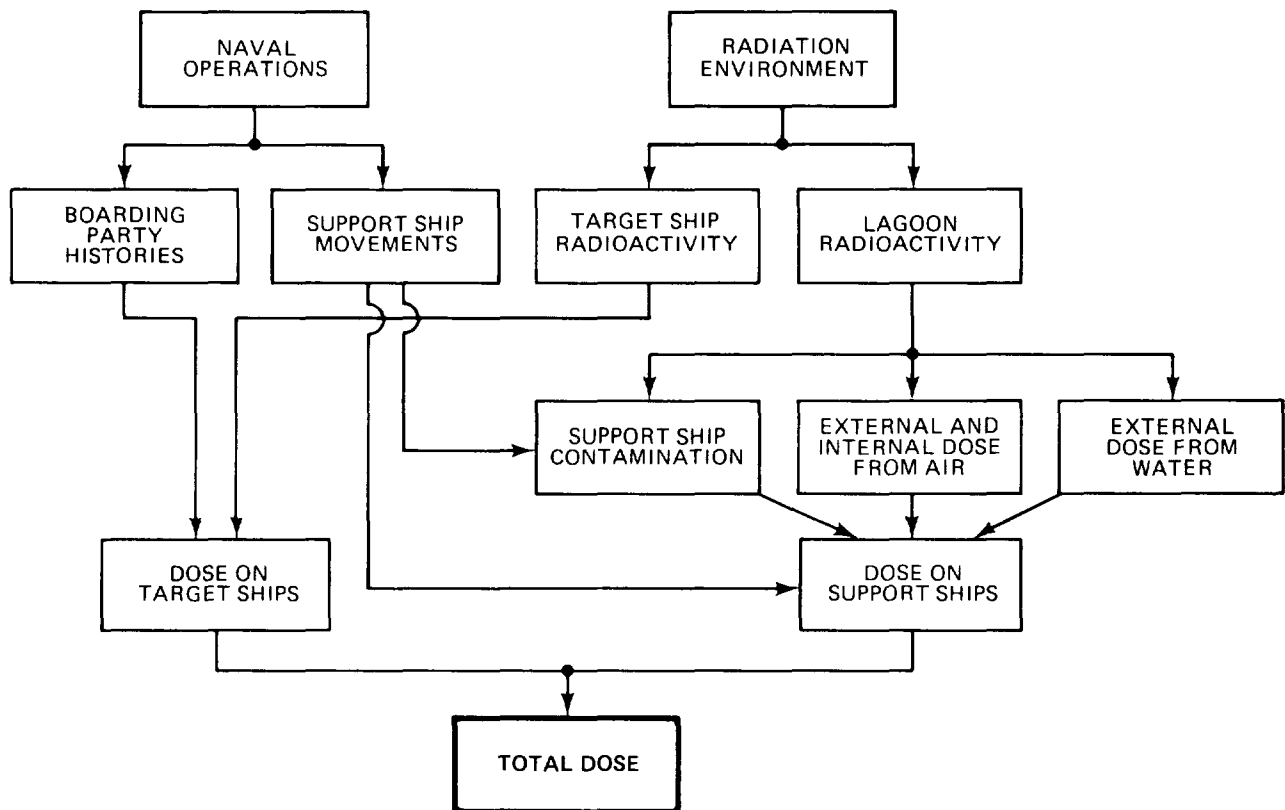 NAVAL
OPERATIONS
RADIATION
ENVIRONMENT
BOARDING
PARTY
HISTORIES
SUPPORT SHIP
MOVEMENTS
TARGET SHIP
RADIOACTIVITY
LAGOON
RADIOACTIVITY
SUPPORT SHIP
CONTAMINATION
EXTERNAL AND
INTERNAL DOSE
FROM AIR
EXTERNAL
DOSE FROM
WATER
DOSE ON
TARGET SHIPS
DOSE ON
SUPPORT SHIPS
TOTAL DOSE